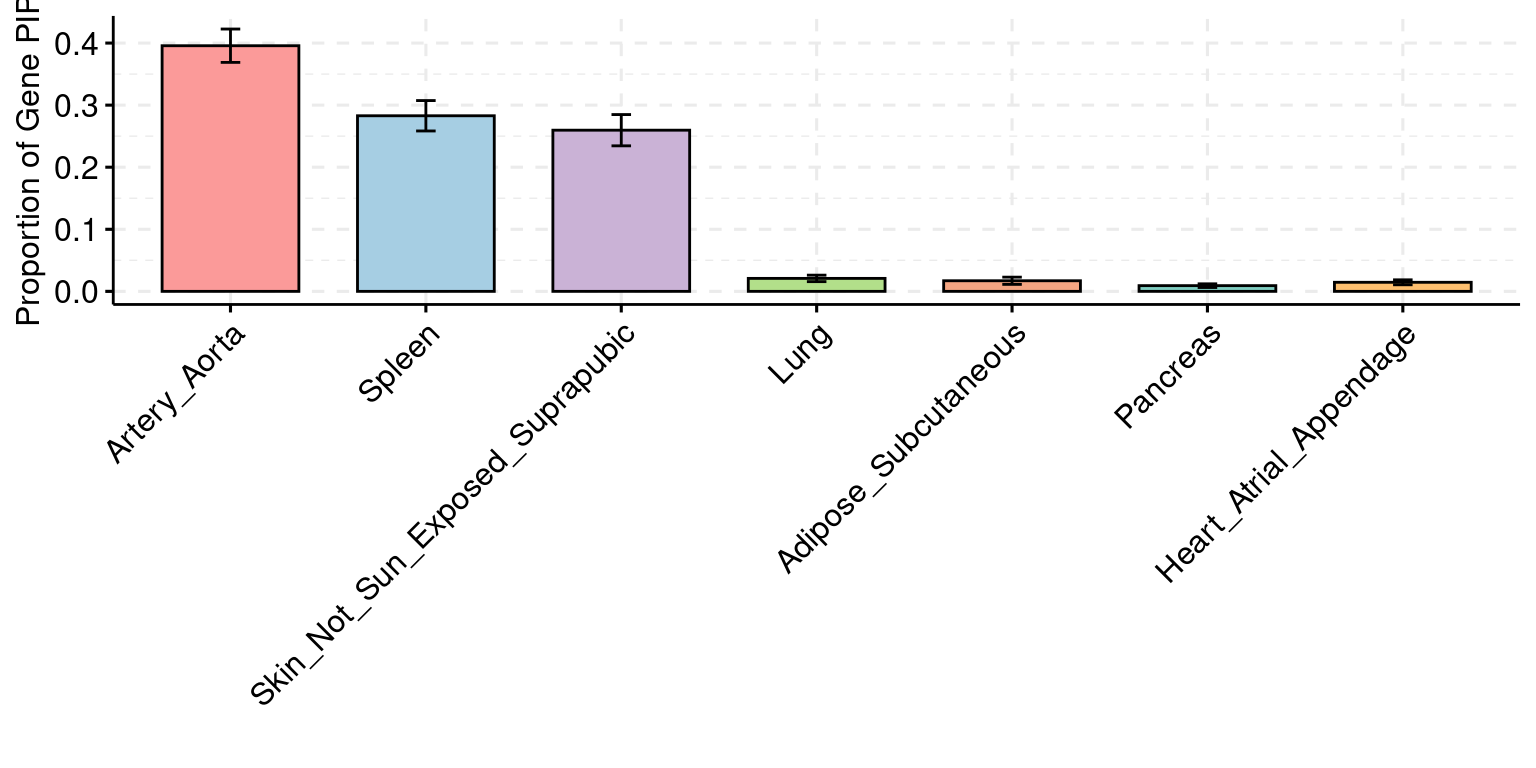 Proportion of Gene PIP
0.4
0.3
0.2
0.1
0.0
Artery_Aorta
Spleen
Skin_Not_Sun_Exposed_Suprapubic
Lung
Adipose_Subcutaneous
Pancreas
Heart_Atrial_Appendage